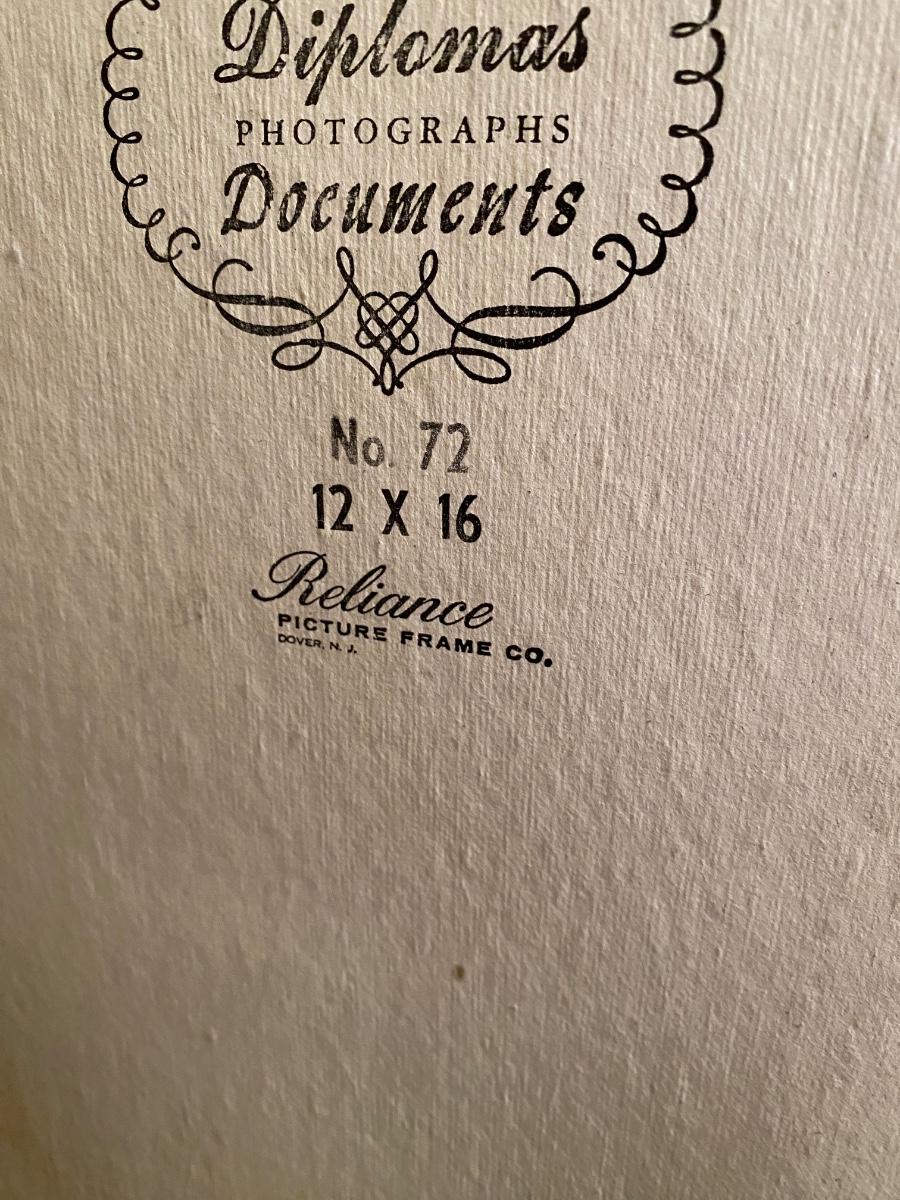 Diplomas
PHOTOGRAPHS
Documents
No. 72
12 X 16
Reliance
PICTURE FRAME CO.
DOVER, N. J.